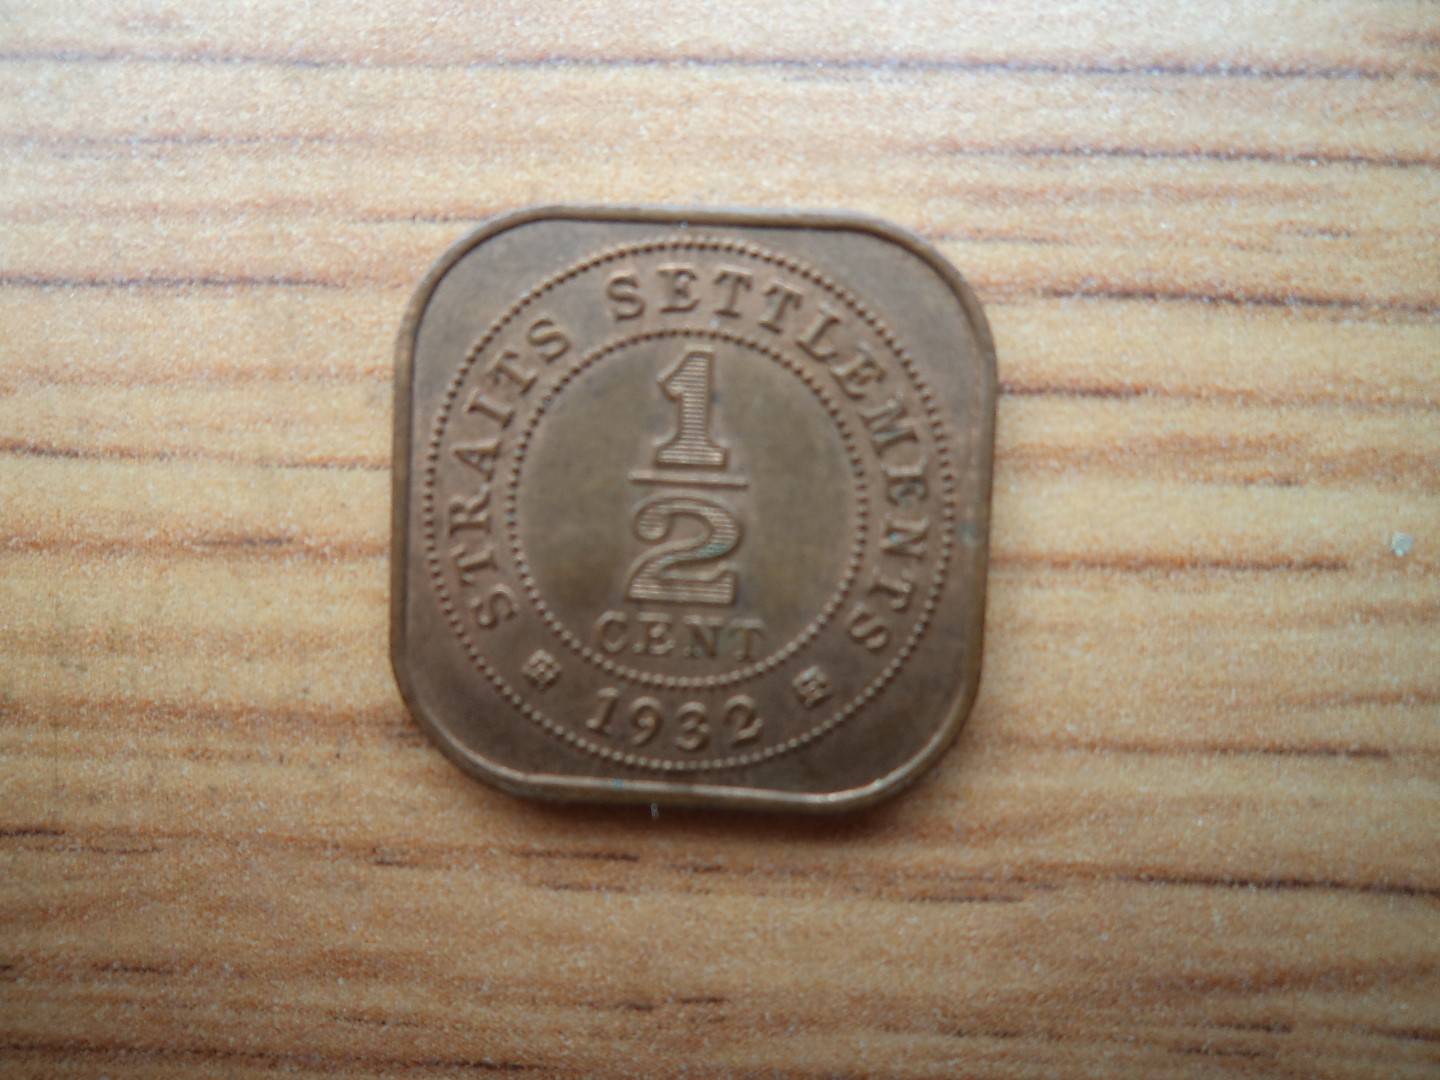 STRAITS SETTLEMENTS
1
2
CENT
1932